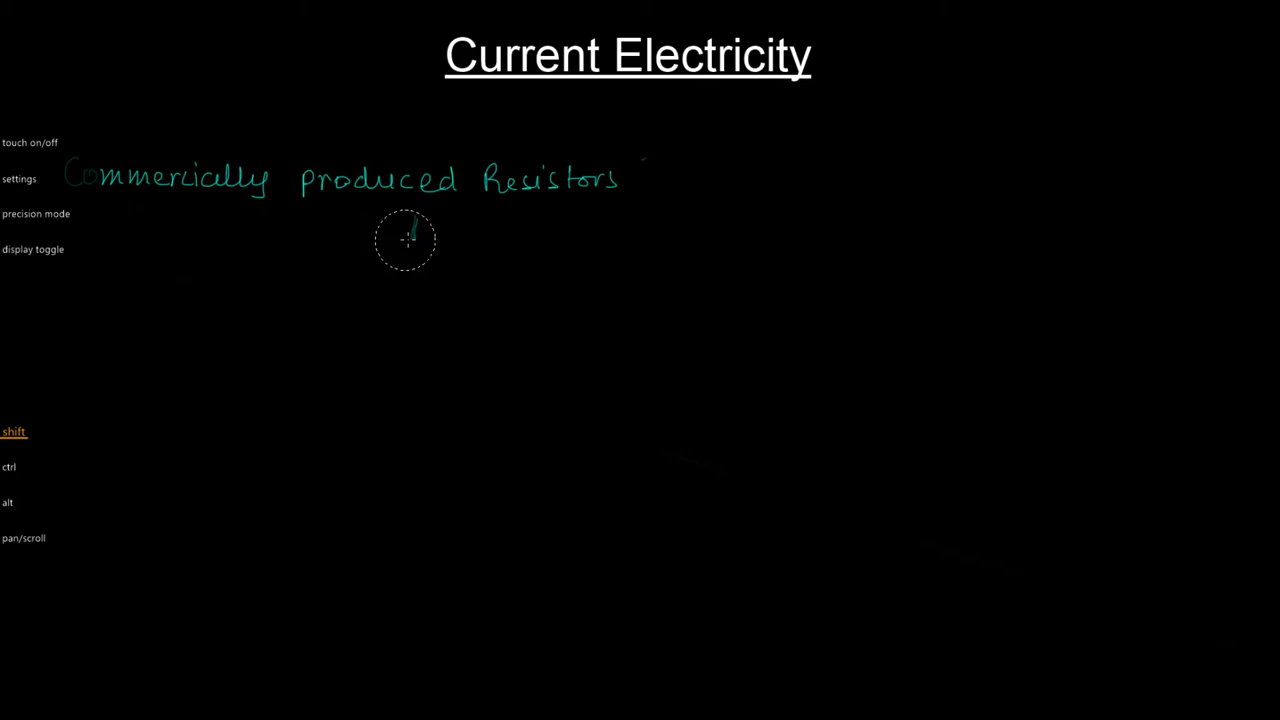 Current Electricity
touch on/off
Commercially produced Resistors
settings
precision mode
display toggle
shift
ctrl
alt
pan/scroll